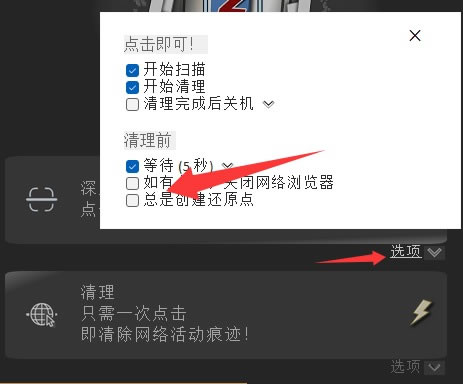 点击即可!
开始扫描
开始清理
清理完成后关机
清理前
等待 (5 秒)
如有 关闭网络浏览器
总是创建还原点
深
点
选项
清理
只需一次点击
即清除网络活动痕迹!
选项